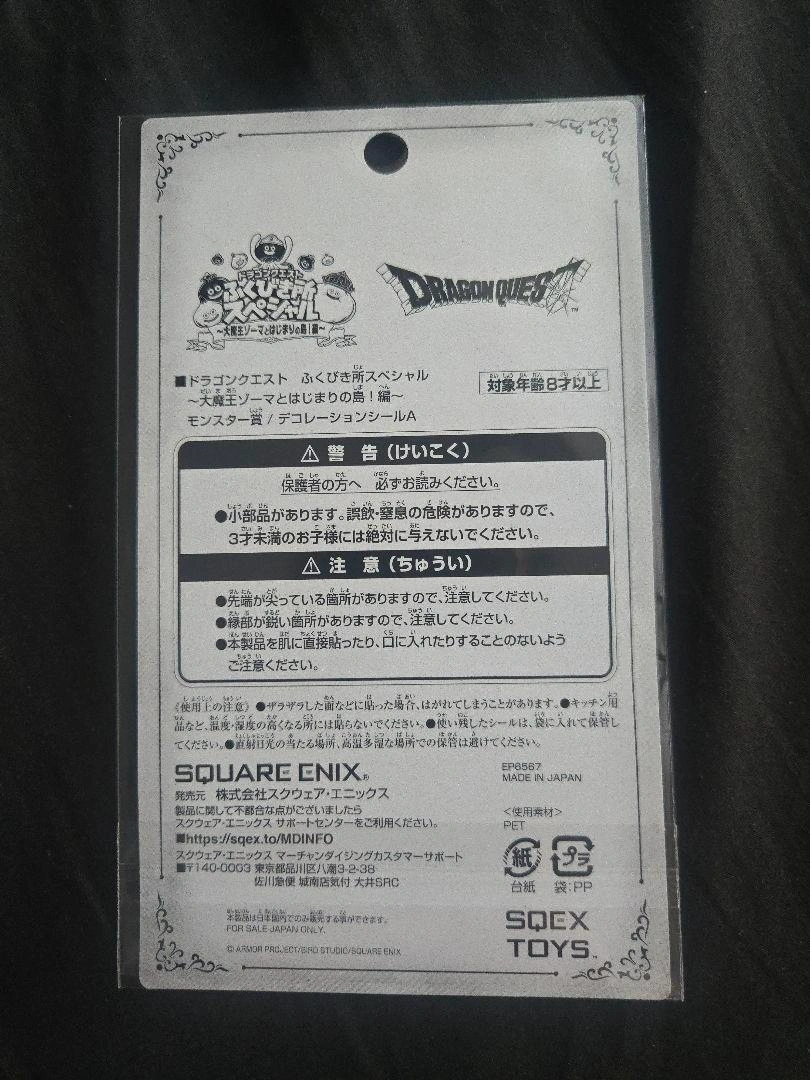 ドラゴンクエスト
ふくびき所
スペシャル
～大魔王ゾーマとはじまりの島！編～
DRAGON QUEST™
■ドラゴンクエスト　ふくびき所スペシャル
～大魔王ゾーマとはじまりの島！編～
モンスター賞 / デコレーションシールA
対象年齢8才以上
⚠ 警 告（けいこく）
保護者の方へ　必ずお読みください。
●小部品があります。誤飲・窒息の危険がありますので、
3才未満のお子様には絶対に与えないでください。
⚠ 注 意（ちゅうい）
●先端が尖っている箇所がありますので、注意してください。
●縁部が鋭い箇所がありますので、注意してください。
●本製品を肌に直接貼ったり、口に入れたりすることのないよう
ご注意ください。
《使用上の注意》●ザラザラした面などに貼った場合、はがれてしまうことがあります。●キッチン用
品など、温度・湿度の高くなる所には貼らないでください。●使い残したシールは、袋に入れて保管し
てください。●直射日光の当たる場所、高温多湿な場所での保管は避けてください。
SQUARE ENIX®
発売元　株式会社スクウェア・エニックス
製品に関して不都合な点がございましたら
スクウェア・エニックス サポートセンターをご利用ください。
■https://sqex.to/MDINFO
スクウェア・エニックス マーチャンダイジングカスタマーサポート
■〒140-0003 東京都品川区八潮3-2-38
佐川急便 城南店気付 大井SRC
EP8567
MADE IN JAPAN
＜使用素材＞
PET
紙
台紙
プラ
袋:PP
本製品は日本国内でのみ販売する事ができます。
FOR SALE JAPAN ONLY.
© ARMOR PROJECT/BIRD STUDIO/SQUARE ENIX
SQEX
TOYS™